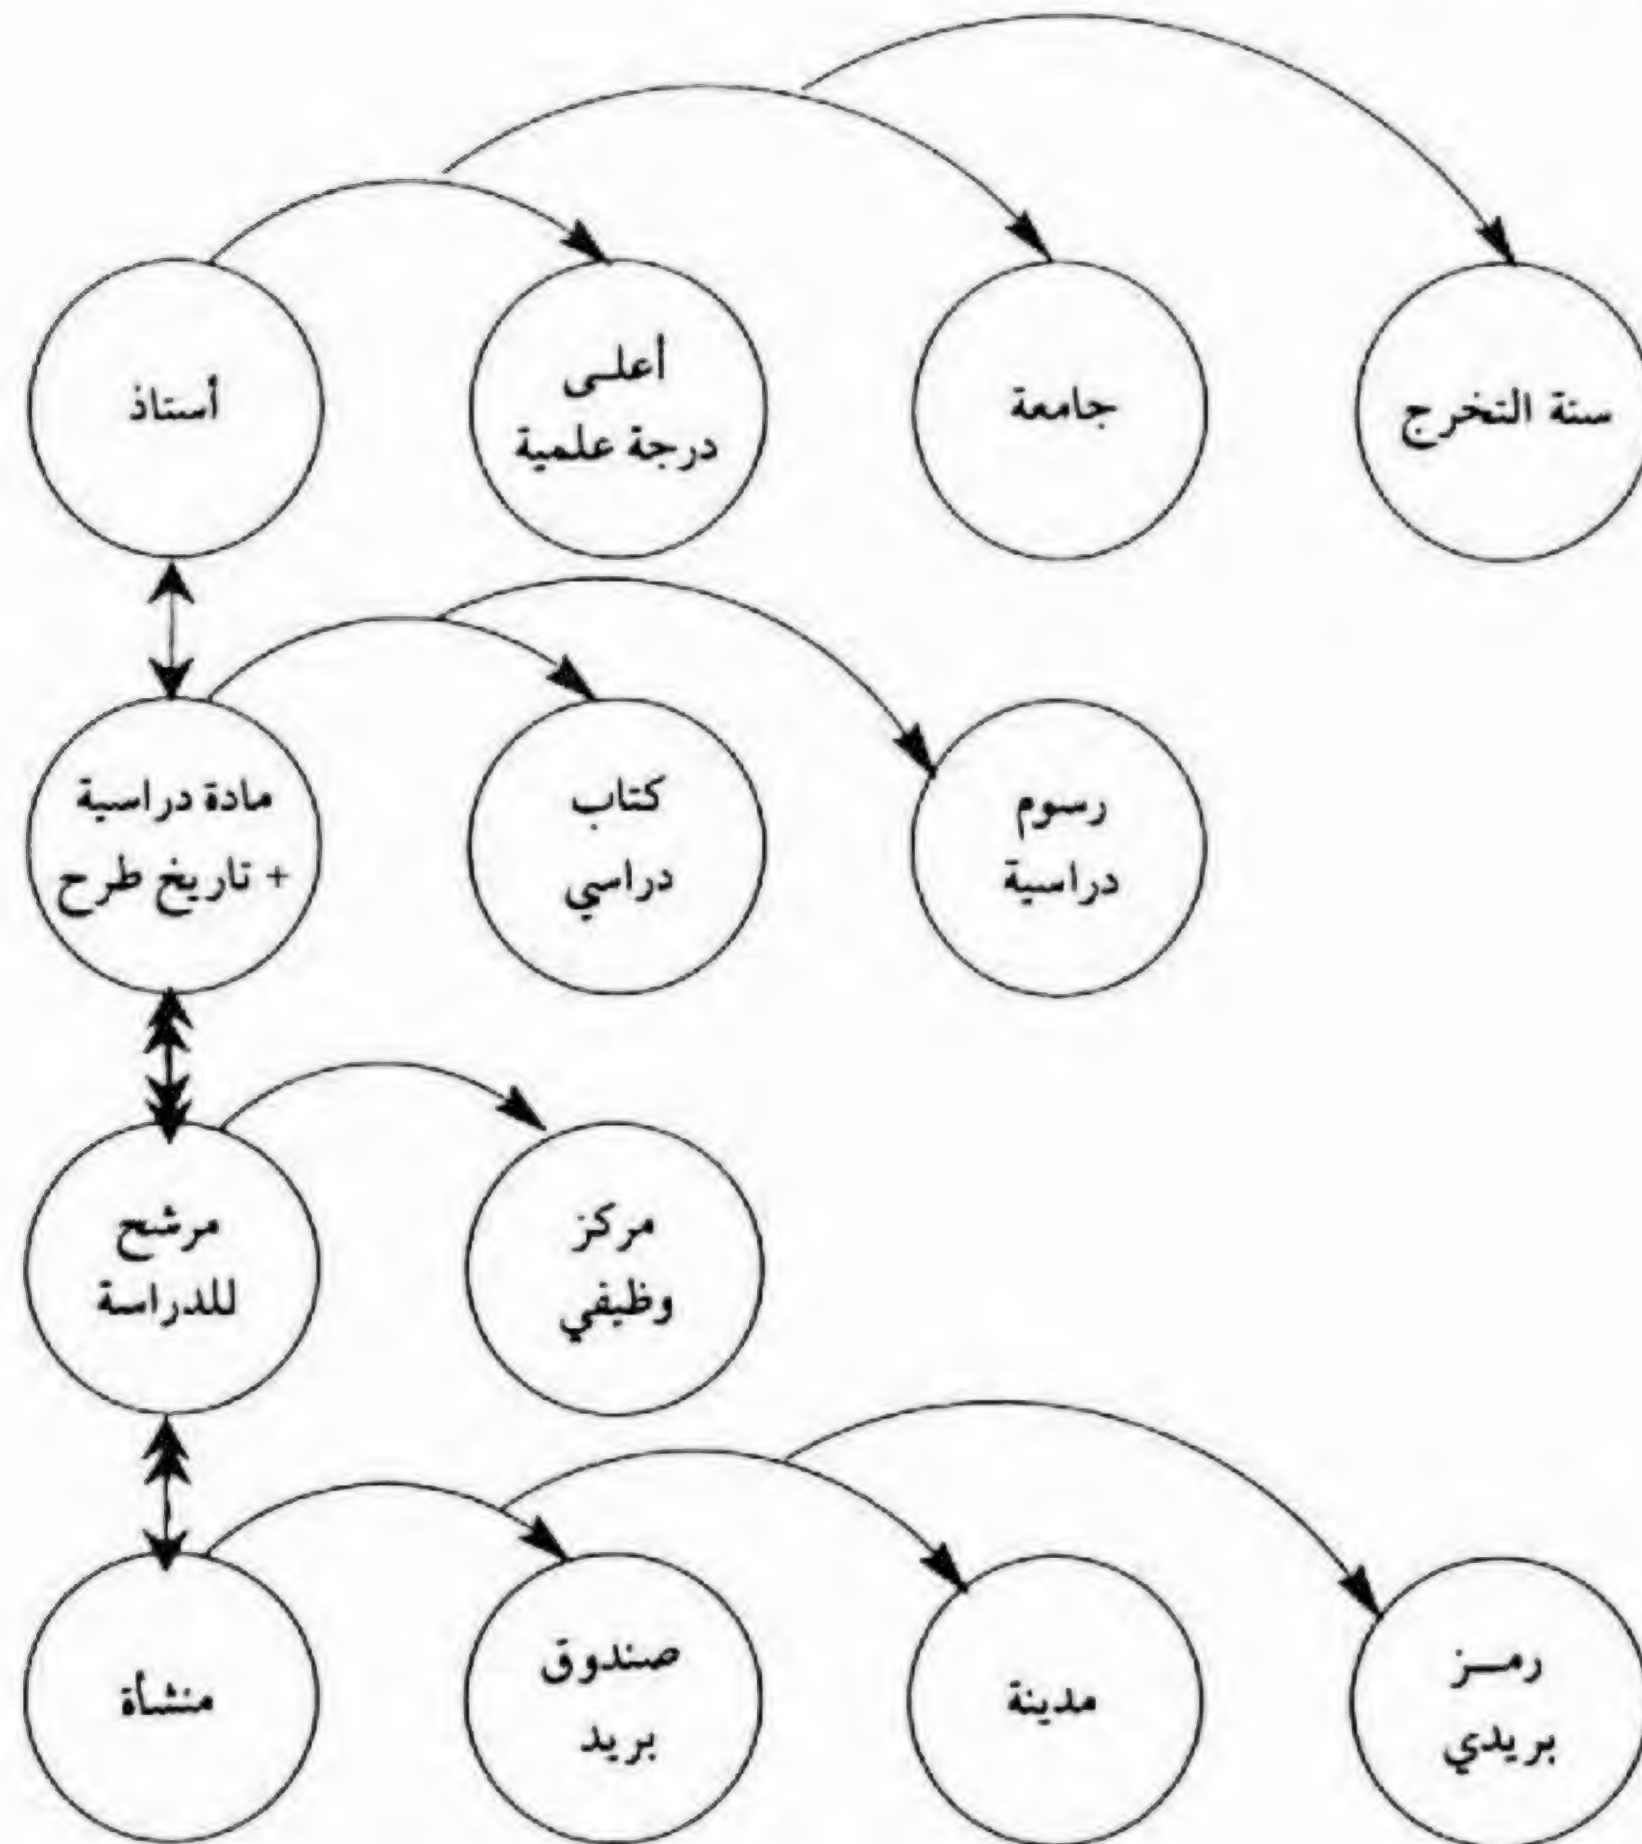 أستاذ
أعلى
درجة علمية
جامعة
سنة التخرج
مادة دراسية
+ تاريخ طرح
كتاب
دراسي
رسوم
دراسية
مرشح
للدراسة
مركز
وظيفي
منشأة
صندوق
بريد
مدينة
رمز
بريدي